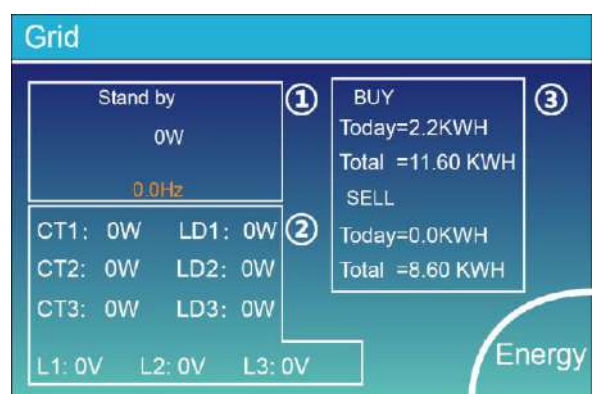 Grid
Stand by
0W
0.0Hz
①
CT1: 0W LD1: 0W
CT2: 0W LD2: 0W
CT3: 0W LD3: 0W
L1: 0V L2: 0V L3: 0V
②
BUY
Today=2.2KWH
Total =11.60 KWH
SELL
Today=0.0KWH
Total =8.60 KWH
③
Energy